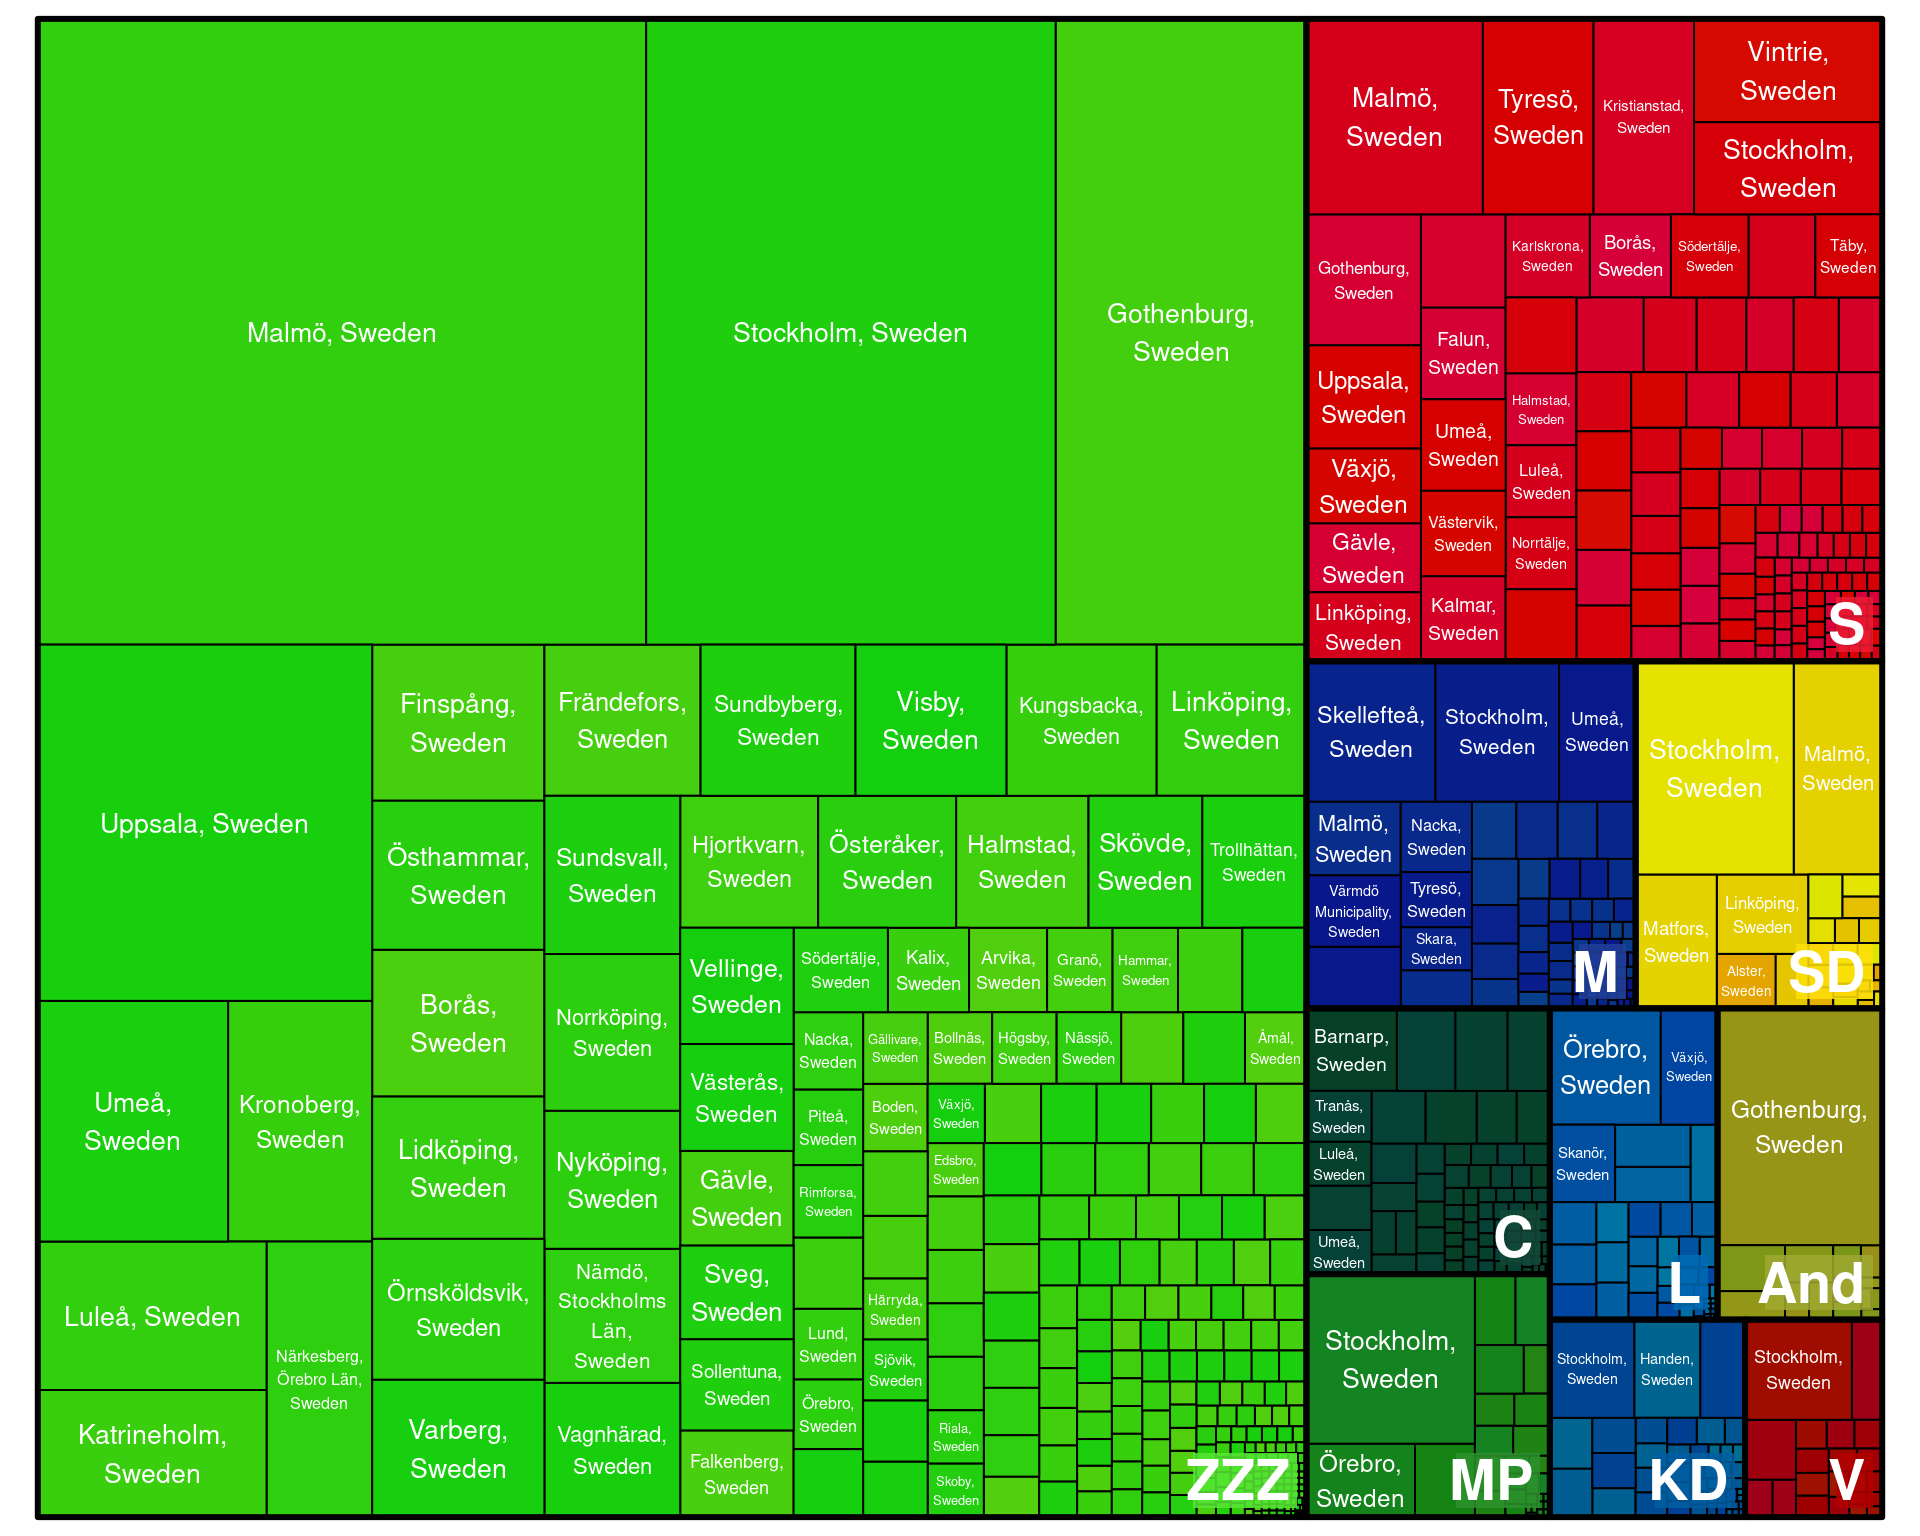 Malmö, Sweden
Stockholm, Sweden
Gothenburg,
Sweden
Uppsala, Sweden
Umeå,
Sweden
Kronoberg,
Sweden
Luleå, Sweden
Katrineholm,
Sweden
Närkesberg,
Örebro Län,
Sweden
Finspång,
Sweden
Östhammar,
Sweden
Borås,
Sweden
Lidköping,
Sweden
Örnsköldsvik,
Sweden
Varberg,
Sweden
Frändefors,
Sweden
Sundbyberg,
Sweden
Visby,
Sweden
Kungsbacka,
Sweden
Linköping,
Sweden
Sundsvall,
Sweden
Norrköping,
Sweden
Nyköping,
Sweden
Nämdö,
Stockholms
Län,
Sweden
Vagnhärad,
Sweden
Hjortkvarn,
Sweden
Österåker,
Sweden
Halmstad,
Sweden
Skövde,
Sweden
Trollhättan,
Sweden
Vellinge,
Sweden
Västerås,
Sweden
Gävle,
Sweden
Sveg,
Sweden
Sollentuna,
Sweden
Falkenberg,
Sweden
Södertälje,
Sweden
Kalix,
Sweden
Arvika,
Sweden
Granö,
Sweden
Hammar,
Sweden
Nacka,
Sweden
Piteå,
Sweden
Rimforsa,
Sweden
Lund,
Sweden
Örebro,
Sweden
Gällivare,
Sweden
Boden,
Sweden
Härryda,
Sweden
Sjövik,
Sweden
Bollnäs,
Sweden
Högsby,
Sweden
Nässjö,
Sweden
Åmål,
Sweden
Växjö,
Sweden
Edsbro,
Sweden
Riala,
Sweden
Skoby,
Sweden
ZZZ
Malmö,
Sweden
Tyresö,
Sweden
Kristianstad,
Sweden
Vintrie,
Sweden
Stockholm,
Sweden
Gothenburg,
Sweden
Uppsala,
Sweden
Växjö,
Sweden
Gävle,
Sweden
Linköping,
Sweden
Falun,
Sweden
Umeå,
Sweden
Västervik,
Sweden
Kalmar,
Sweden
Karlskrona,
Sweden
Borås,
Sweden
Södertälje,
Sweden
Täby,
Sweden
Halmstad,
Sweden
Luleå,
Sweden
Norrtälje,
Sweden
S
Skellefteå,
Sweden
Stockholm,
Sweden
Umeå,
Sweden
Malmö,
Sweden
Värmdö
Municipality,
Sweden
Nacka,
Sweden
Tyresö,
Sweden
Skara,
Sweden
M
Stockholm,
Sweden
Malmö,
Sweden
Matfors,
Sweden
Linköping,
Sweden
Alster,
Sweden
SD
Barnarp,
Sweden
Tranås,
Sweden
Luleå,
Sweden
Umeå,
Sweden
C
Örebro,
Sweden
Växjö,
Sweden
Skanör,
Sweden
L
Gothenburg,
Sweden
And
Stockholm,
Sweden
Örebro,
Sweden
MP
Stockholm,
Sweden
Handen,
Sweden
KD
Stockholm,
Sweden
V